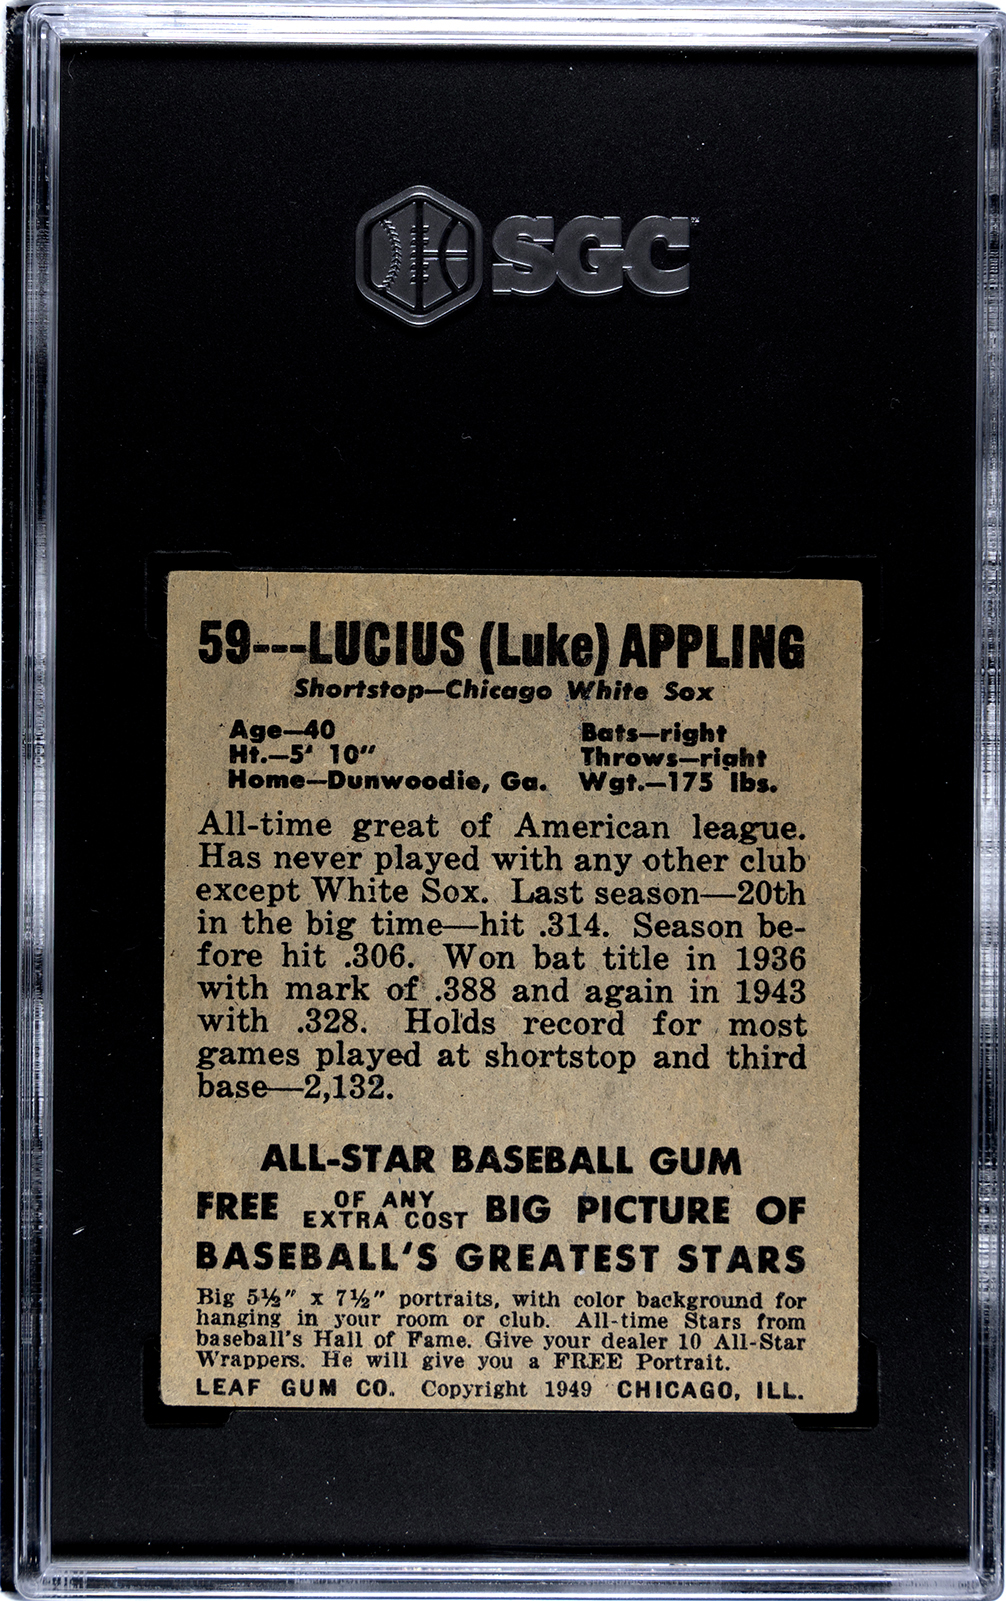 SGC
59---LUCIUS (Luke) APPLING
Shortstop—Chicago White Sox
Age—40 Bats—right
Ht.—5' 10" Throws—right
Home—Dunwoodie, Ga. Wgt.—175 lbs.
All-time great of American league.
Has never played with any other club
except White Sox. Last season—20th
in the big time—hit .314. Season be-
fore hit .306. Won bat title in 1936
with mark of .388 and again in 1943
with .328. Holds record for most
games played at shortstop and third
base—2,132.
ALL-STAR BASEBALL GUM
FREE OF ANY EXTRA COST BIG PICTURE OF
BASEBALL'S GREATEST STARS
Big 5½" x 7½" portraits, with color background for
hanging in your room or club. All-time Stars from
baseball's Hall of Fame. Give your dealer 10 All-Star
Wrappers. He will give you a FREE Portrait.
LEAF GUM CO. Copyright 1949 CHICAGO, ILL.